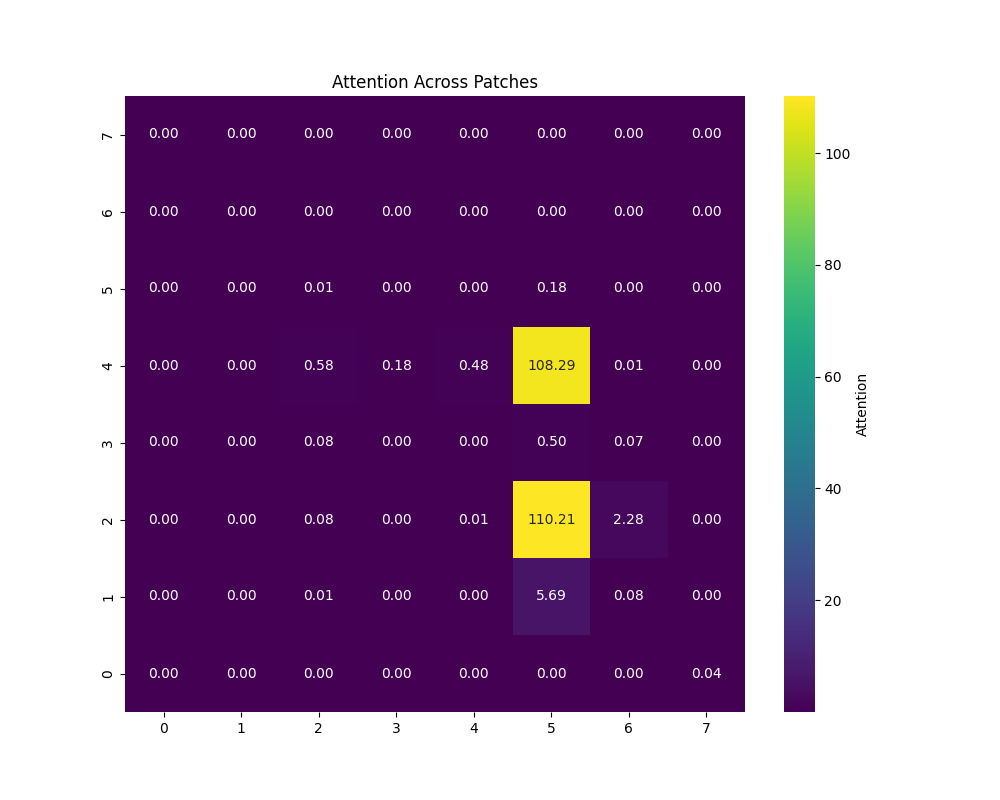 Attention Across Patches
7 0.00 0.00 0.00 0.00 0.00 0.00 0.00 0.00
6 0.00 0.00 0.00 0.00 0.00 0.00 0.00 0.00
5 0.00 0.00 0.01 0.00 0.00 0.18 0.00 0.00
4 0.00 0.00 0.58 0.18 0.48 108.29 0.01 0.00
3 0.00 0.00 0.08 0.00 0.00 0.50 0.07 0.00
2 0.00 0.00 0.08 0.00 0.01 110.21 2.28 0.00
1 0.00 0.00 0.01 0.00 0.00 5.69 0.08 0.00
0 0.00 0.00 0.00 0.00 0.00 0.00 0.00 0.04
0 1 2 3 4 5 6 7
100
80
60
40
20
Attention